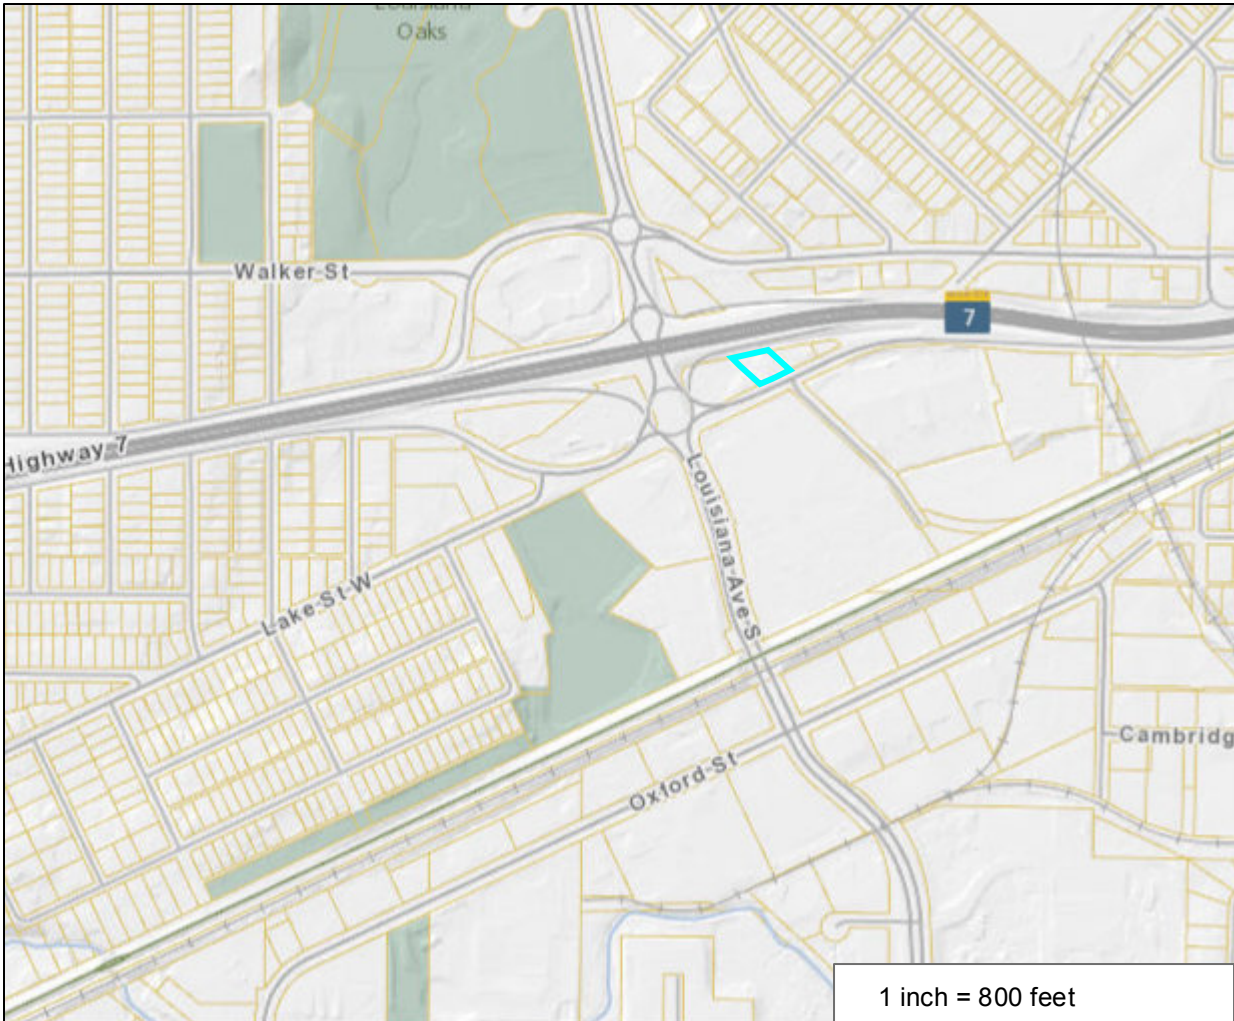 Oaks
Walker St
7
Highway 7
Louisiana Ave S
Lake St W
Oxford St
Cambridg
1 inch = 800 feet